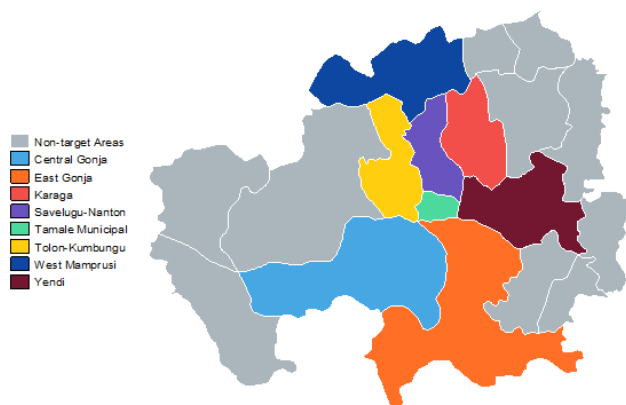 Non-target Areas
Central Gonja
East Gonja
Karaga
Savelugu-Nanton
Tamale Municipal
Tolon-Kumbungu
West Mamprusi
Yendi